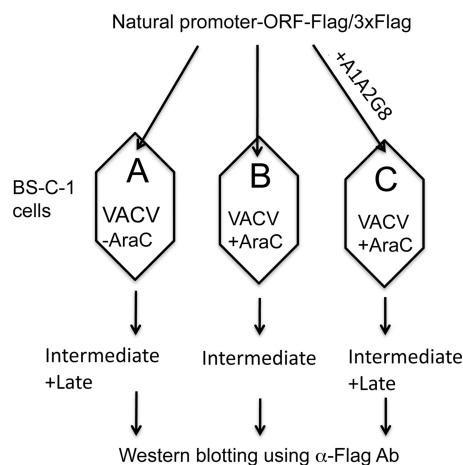 Natural promoter-ORF-Flag/3xFlag
+A1A2G8
BS-C-1
cells
A
VACV
-AraC
B
VACV
+AraC
C
VACV
+AraC
Intermediate
+Late
Intermediate
Intermediate
+Late
Western blotting using α-Flag Ab